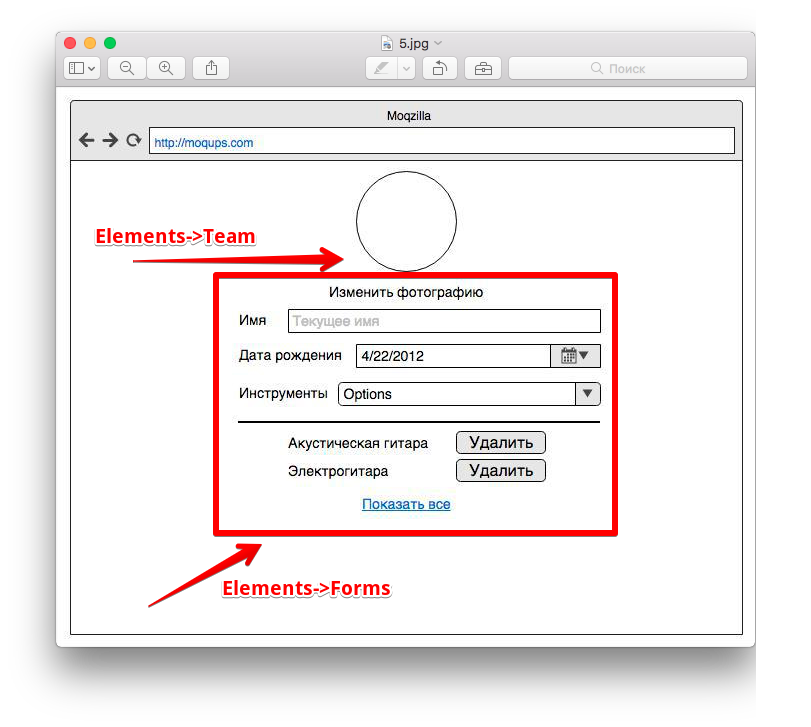 5.jpg
Поиск
Moqzilla
http://moqups.com
Elements->Team
Изменить фотографию
Имя Текущее имя
Дата рождения 4/22/2012
Инструменты Options
Акустическая гитара Удалить
Электрогитара Удалить
Показать все
Elements->Forms